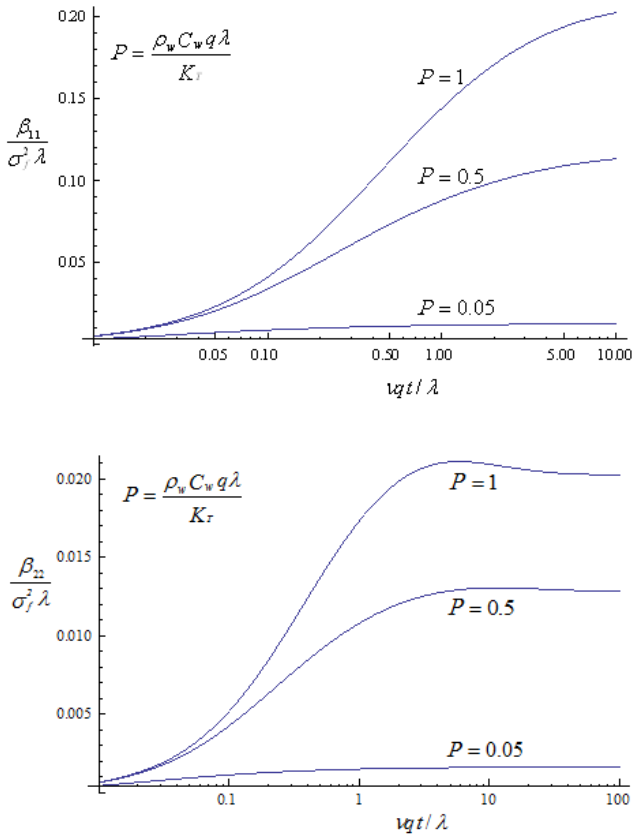 0.20
P = ρ_w C_w q λ / K_T
P = 1
0.15
β_11 / σ_f^2 λ
0.10
P = 0.5
0.05
P = 0.05
0.05 0.10 0.50 1.00 5.00 10.00
νqt / λ
0.020
P = ρ_w C_w q λ / K_T
P = 1
0.015
β_22 / σ_f^2 λ
P = 0.5
0.010
0.005
P = 0.05
0.1 1 10 100
νqt / λ